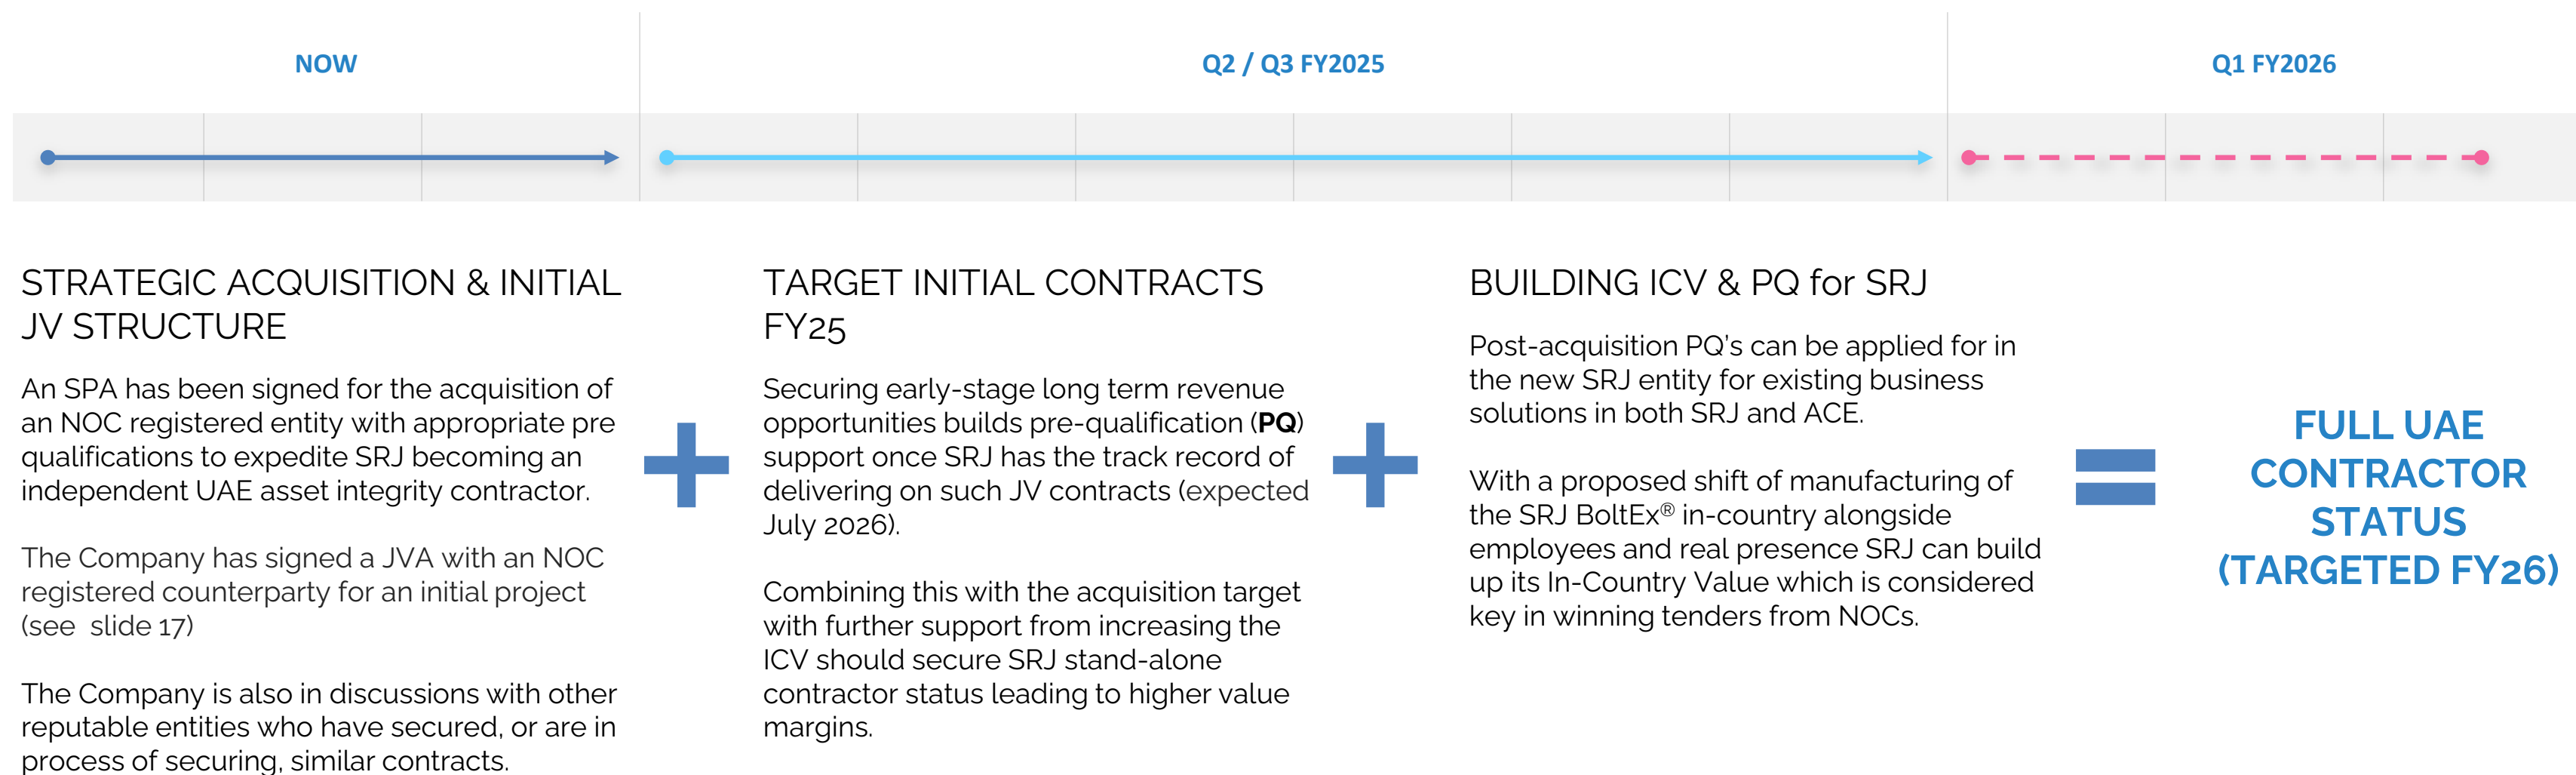 NOW
Q2 / Q3 FY2025
Q1 FY2026
STRATEGIC ACQUISITION & INITIAL
JV STRUCTURE
An SPA has been signed for the acquisition of
an NOC registered entity with appropriate pre
qualifications to expedite SRJ becoming an
independent UAE asset integrity contractor.
The Company has signed a JVA with an NOC
registered counterparty for an initial project
(see  slide 17)
The Company is also in discussions with other
reputable entities who have secured, or are in
process of securing, similar contracts.
+
TARGET INITIAL CONTRACTS
FY25
Securing early-stage long term revenue
opportunities builds pre-qualification (PQ)
support once SRJ has the track record of
delivering on such JV contracts (expected
July 2026).
Combining this with the acquisition target
with further support from increasing the
ICV should secure SRJ stand-alone
contractor status leading to higher value
margins.
+
BUILDING ICV & PQ for SRJ
Post-acquisition PQ’s can be applied for in
the new SRJ entity for existing business
solutions in both SRJ and ACE.
With a proposed shift of manufacturing of
the SRJ BoltEx® in-country alongside
employees and real presence SRJ can build
up its In-Country Value which is considered
key in winning tenders from NOCs.
=
FULL UAE
CONTRACTOR
STATUS
(TARGETED FY26)